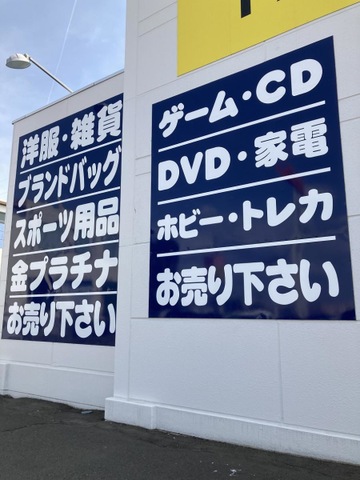 洋服・雑貨
ブランドバッグ
スポーツ用品
金プラチナ
お売り下さい
ゲーム・CD
DVD・家電
ホビー・トレカ
お売り下さい